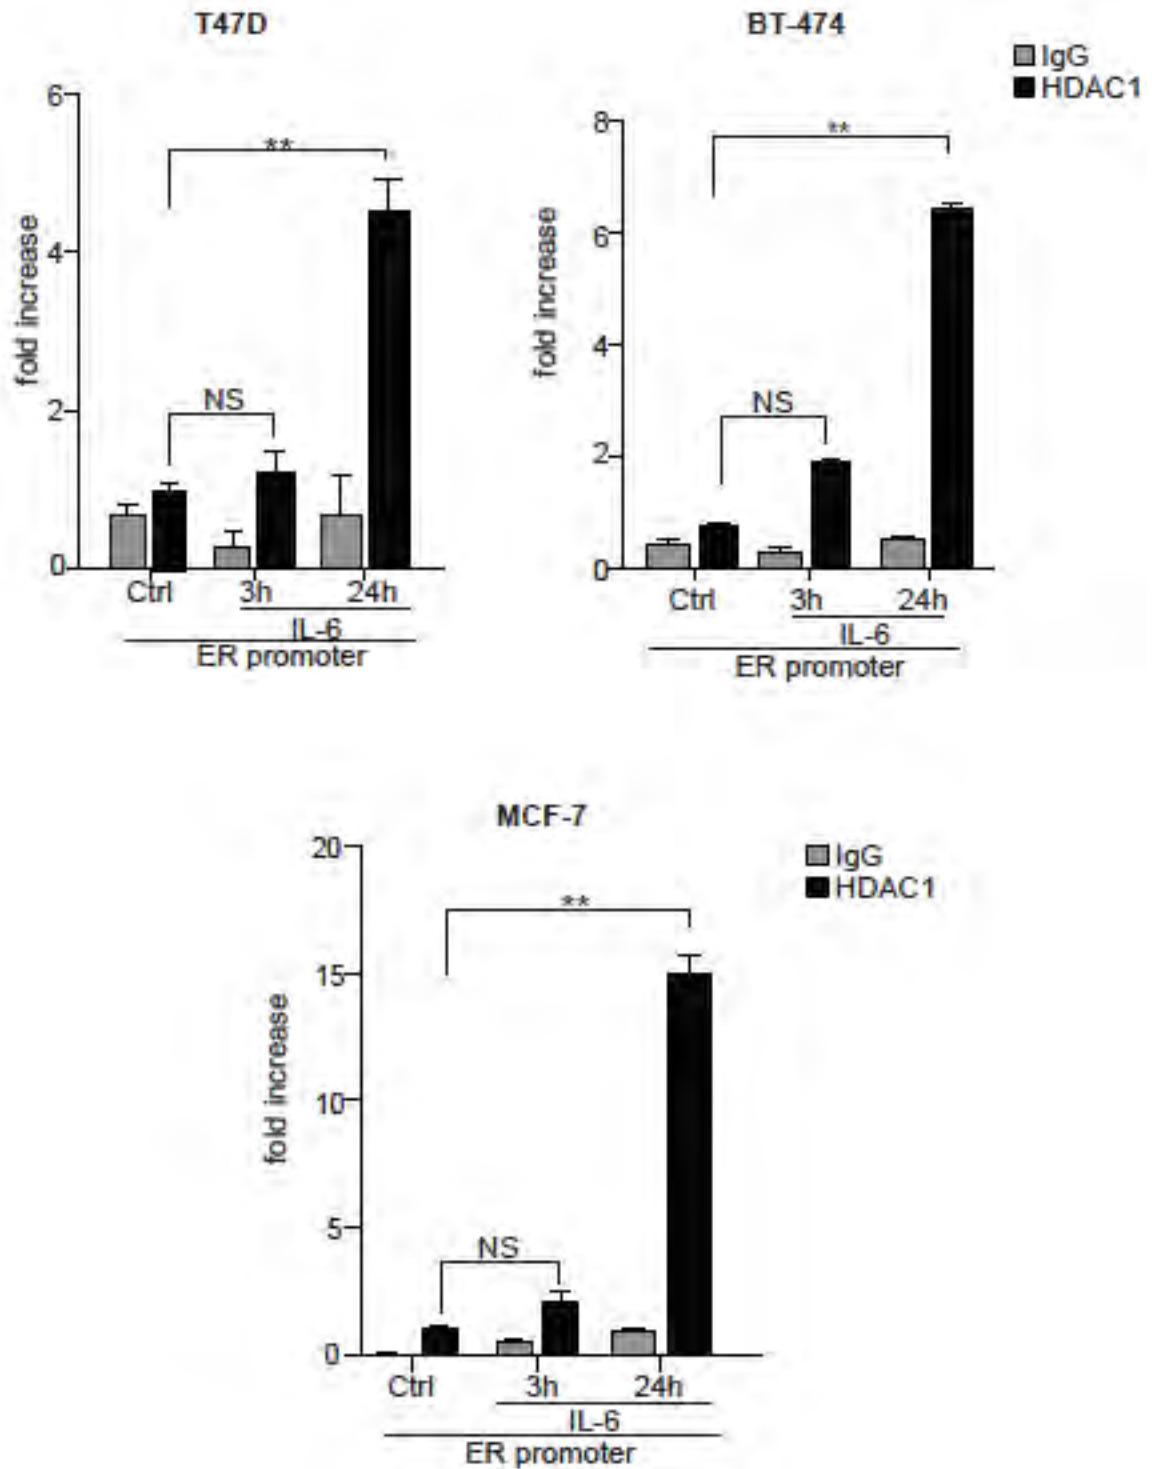 T47D
6
4
2
0
fold increase
**
NS
Ctrl 3h 24h
IL-6
ER promoter
BT-474
IgG
HDAC1
8
6
4
2
0
fold increase
**
NS
Ctrl 3h 24h
IL-6
ER promoter
MCF-7
IgG
HDAC1
20
15
10
5
0
fold increase
**
NS
Ctrl 3h 24h
IL-6
ER promoter